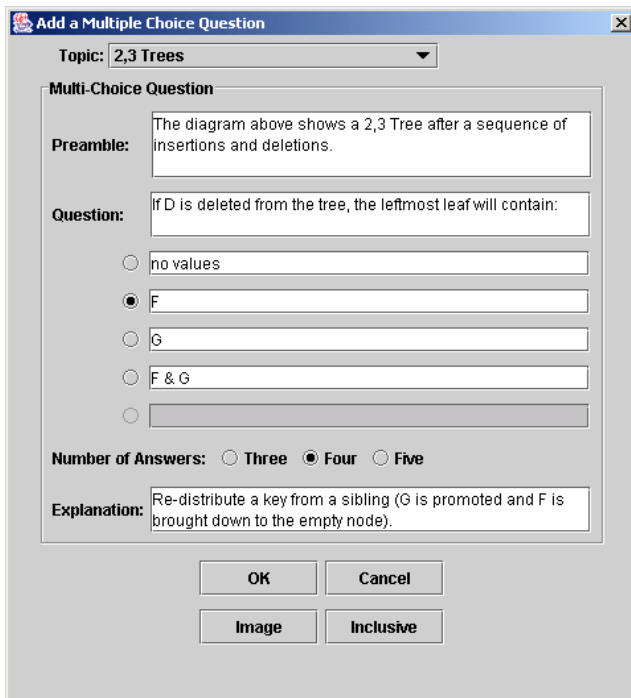 Add a Multiple Choice Question
Topic: 2,3 Trees
Multi-Choice Question
Preamble: The diagram above shows a 2,3 Tree after a sequence of
insertions and deletions.
Question: If D is deleted from the tree, the leftmost leaf will contain:
no values
F
G
F & G
Number of Answers: Three Four Five
Explanation: Re-distribute a key from a sibling (G is promoted and F is
brought down to the empty node).
OK Cancel
Image Inclusive